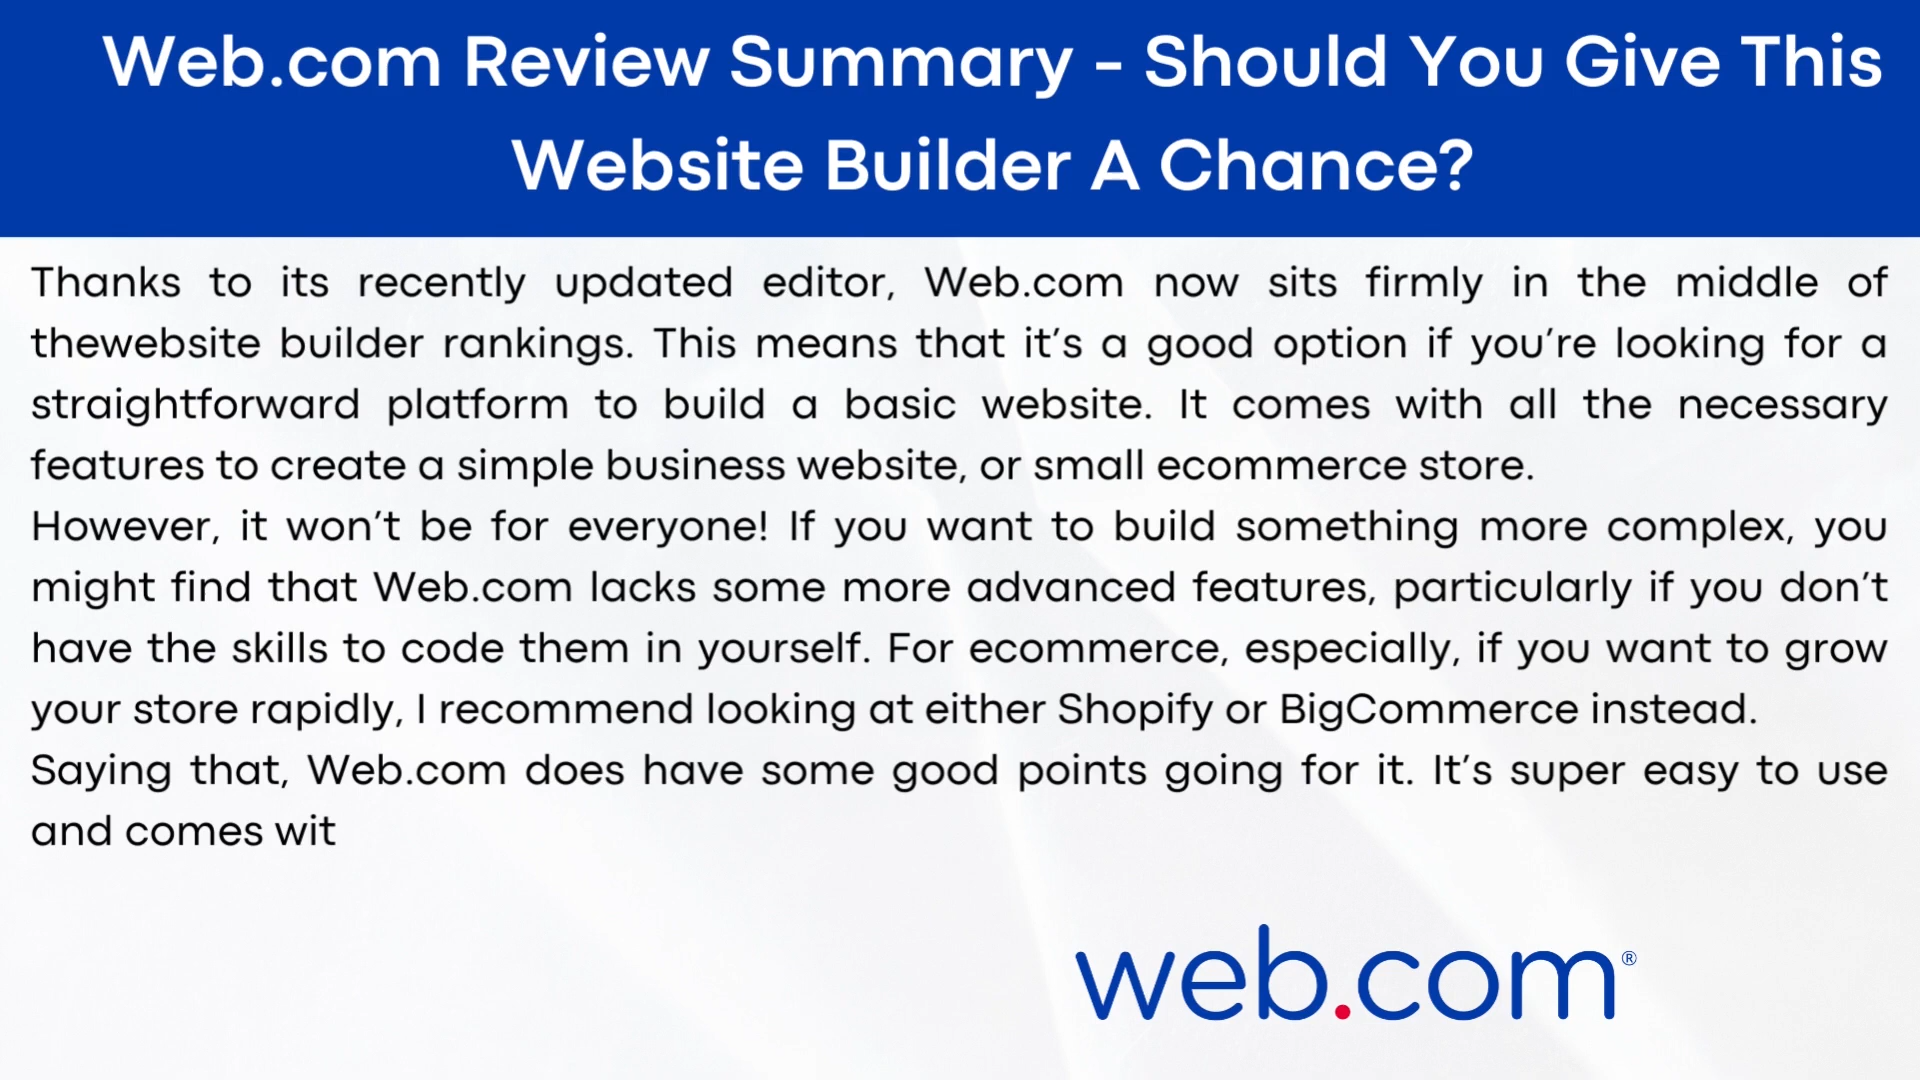 Web.com Review Summary - Should You Give This
Website Builder A Chance?
Thanks to its recently updated editor, Web.com now sits firmly in the middle of
thewebsite builder rankings. This means that it’s a good option if you’re looking for a
straightforward platform to build a basic website. It comes with all the necessary
features to create a simple business website, or small ecommerce store.
However, it won’t be for everyone! If you want to build something more complex, you
might find that Web.com lacks some more advanced features, particularly if you don’t
have the skills to code them in yourself. For ecommerce, especially, if you want to grow
your store rapidly, I recommend looking at either Shopify or BigCommerce instead.
Saying that, Web.com does have some good points going for it. It’s super easy to use
and comes wit
web.com®